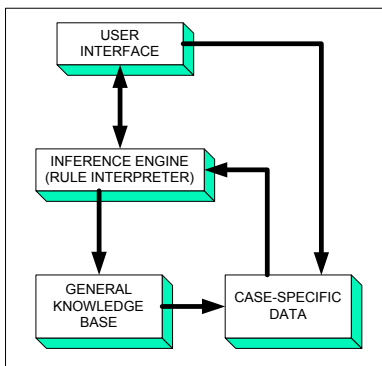 USER
INTERFACE
INFERENCE ENGINE
(RULE INTERPRETER)
GENERAL
KNOWLEDGE
BASE
CASE-SPECIFIC
DATA